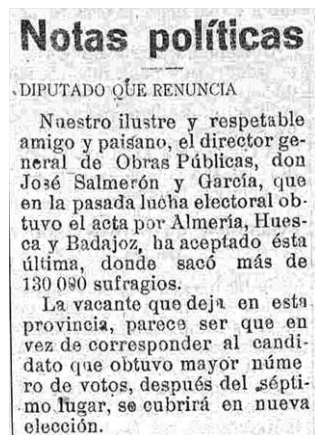 Notas políticas
DIPUTADO QUE RENUNCIA
Nuestro ilustre y respetable
amigo y paisano, el director ge-
neral de Obras Públicas, don
José Salmerón y García, que
en la pasada lucha electoral ob-
tuvo el acta por Almería, Hues-
ca y Badajoz, ha aceptado ésta
última, donde sacó más de
130 000 sufragios.
La vacante que deja en esta
provincia, parece ser que en
vez de corresponder al candi-
dato que obtuvo mayor núme
ro de votos, después del sépti-
mo lugar, se cubrirá en nueva
elección.